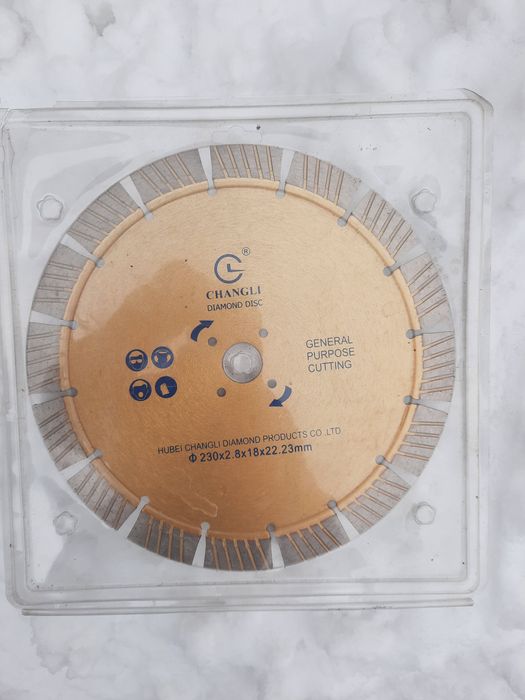 ®
CHANGLI
DIAMOND DISC
GENERAL
PURPOSE
CUTTING
HUBEI CHANGLI DIAMOND PRODUCTS CO .LTD
Φ 230x2.8x18x22.23mm